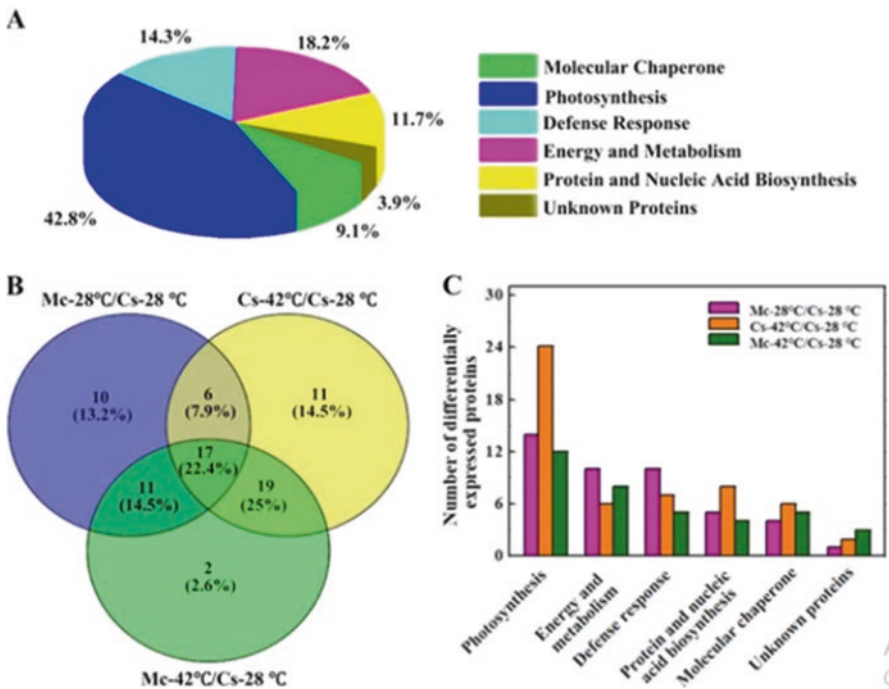 A
14.3%
18.2%
11.7%
3.9%
9.1%
42.8%
Molecular Chaperone
Photosynthesis
Defense Response
Energy and Metabolism
Protein and Nucleic Acid Biosynthesis
Unknown Proteins
B
Mc-28℃/Cs-28 ℃
Cs-42℃/Cs-28 ℃
10
(13.2%)
6
(7.9%)
11
(14.5%)
17
(22.4%)
11
(14.5%)
19
(25%)
2
(2.6%)
Mc-42℃/Cs-28 ℃
C
Number of differentially
expressed proteins
30
24
12
6
0
Mc-28℃/Cs-28 ℃
Cs-42℃/Cs-28 ℃
Mc-42℃/Cs-28 ℃
Photosynthesis
Energy and
metabolism
Defense response
Protein and nucleic
acid biosynthesis
Molecular chaperone
Unknown proteins